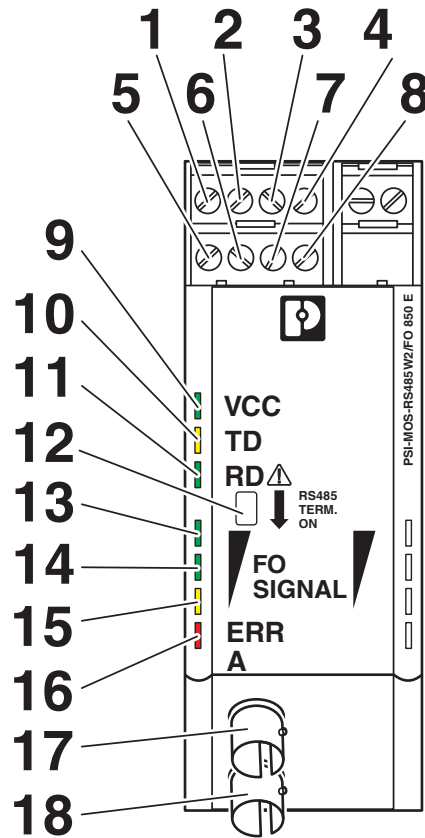 1 2 3 4
5 6 7 8
9
10
11
12
13
14
15
16
17
18
VCC
TD
RD
RS485
TERM.
ON
FO
SIGNAL
ERR
A
PSI-MOS-RS485W2/FO 850 E